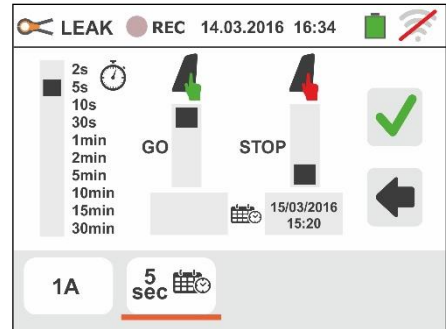 LEAK REC 14.03.2016 16:34
2s
5s
10s
30s
1min
2min
5min
10min
15min
30min
GO
STOP
15/03/2016
15:20
1A
5
sec